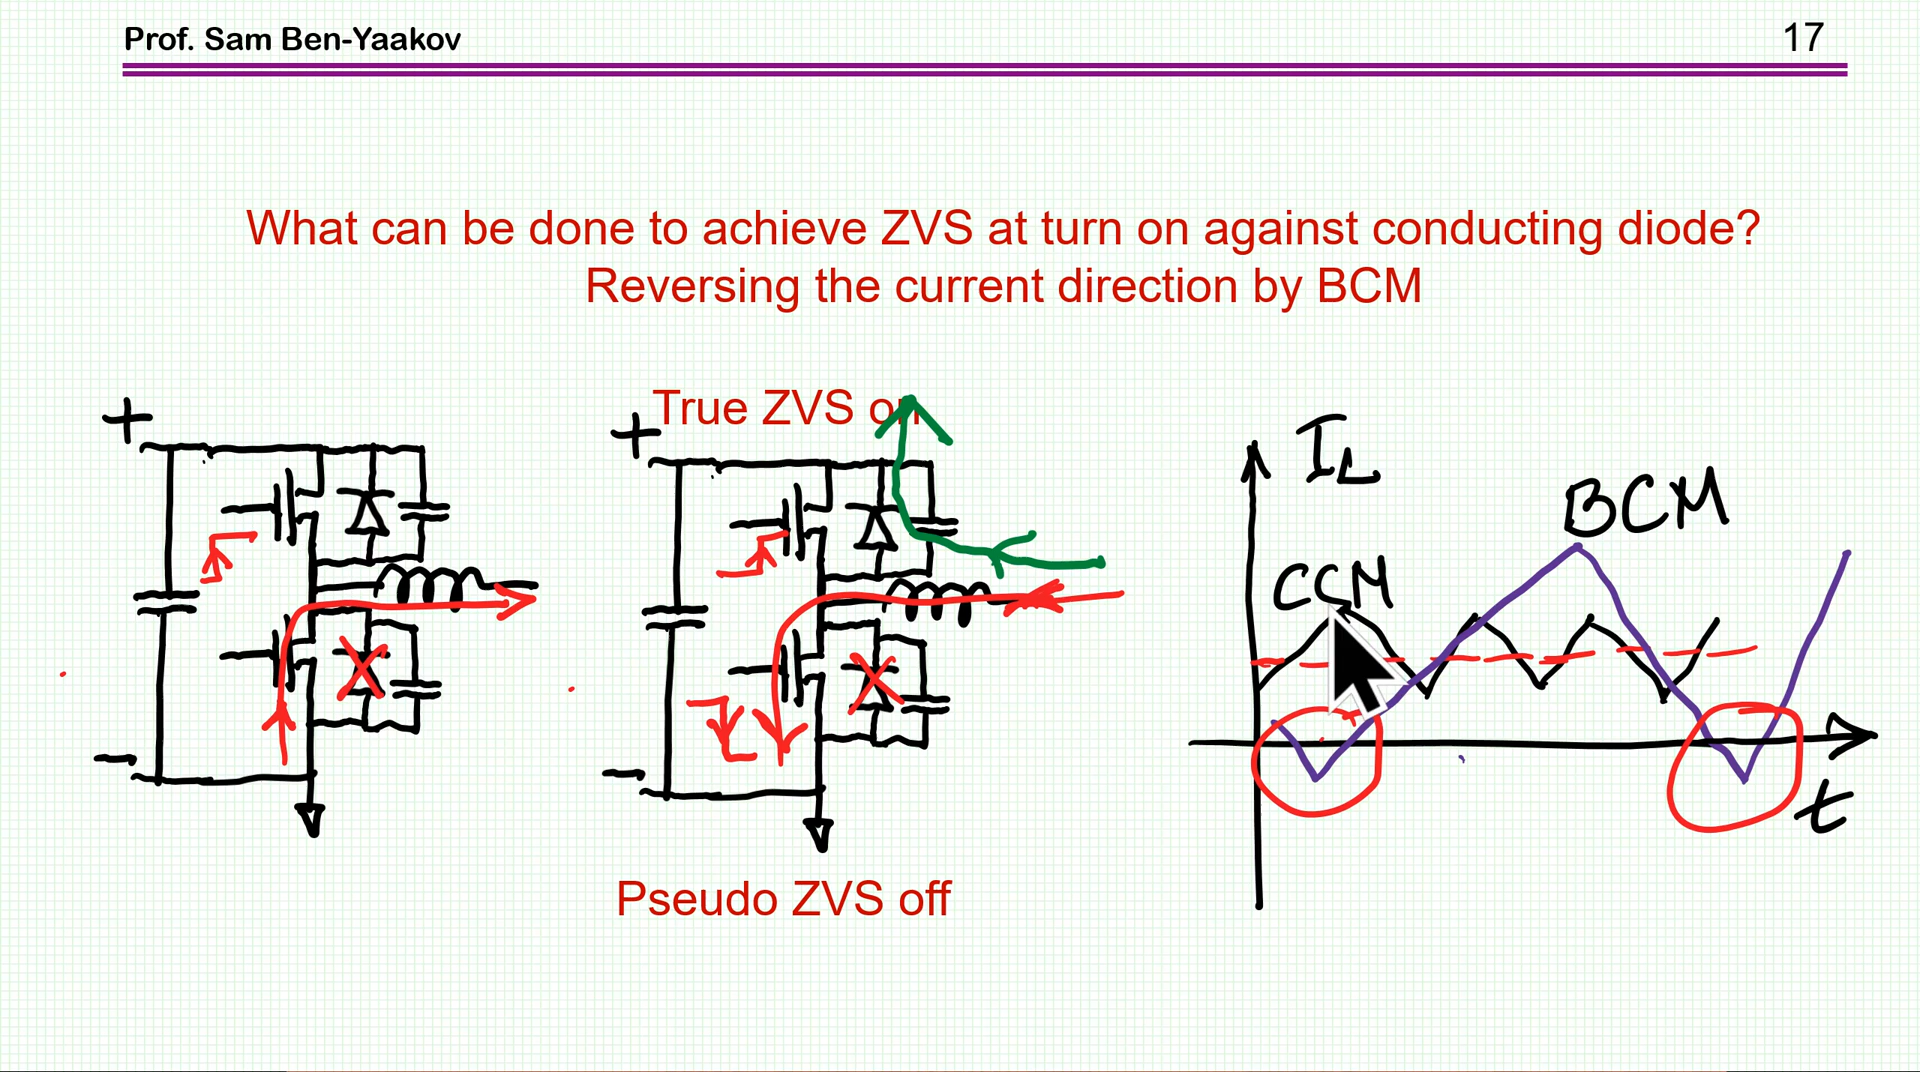 Prof. Sam Ben-Yaakov
17
What can be done to achieve ZVS at turn on against conducting diode?
Reversing the current direction by BCM
True ZVS on
+
+
IL
BCM
CCM
-
-
t
Pseudo ZVS off